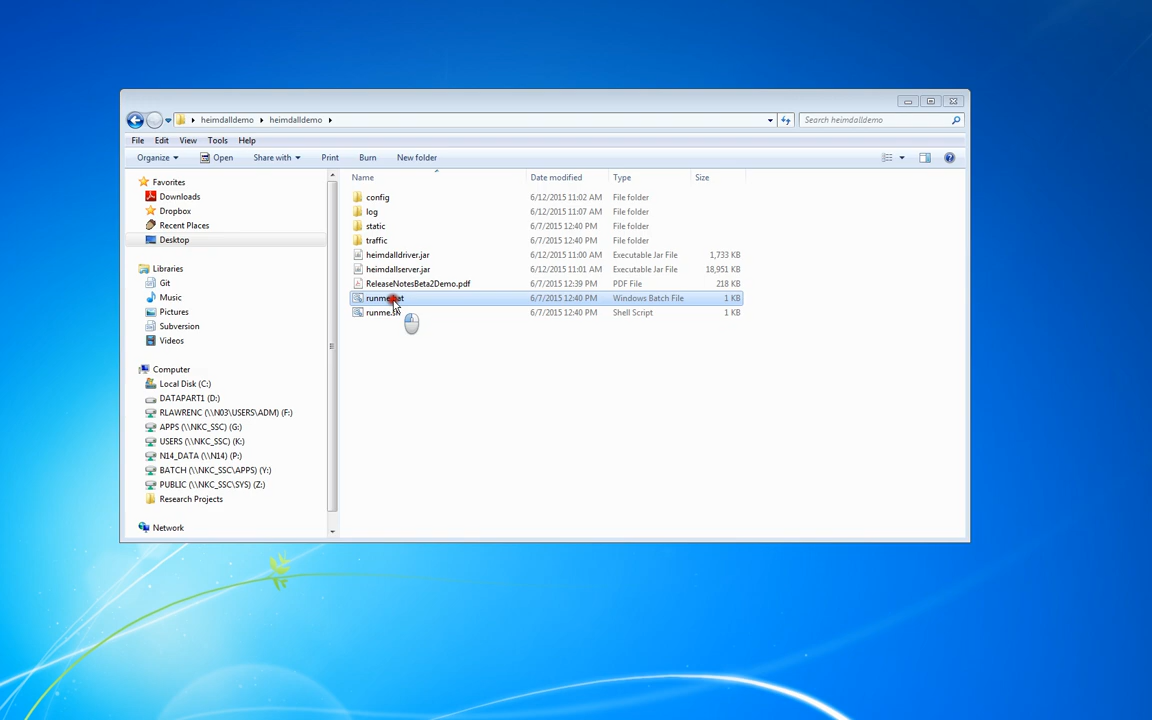 heimdalldemo heimdalldemo Search heimdalldemo
File Edit View Tools Help
Organize Open Share with Print Burn New folder
Favorites
Downloads
Dropbox
Recent Places
Desktop
Libraries
Git
Music
Pictures
Subversion
Videos
Computer
Local Disk (C:)
DATAPART1 (D:)
RLAWRENC (\\N03\USERS\ADM) (F:)
APPS (\\NKC_SSC) (G:)
USERS (\\NKC_SSC) (K:)
N14_DATA (\\N14) (P:)
BATCH (\\NKC_SSC\APPS) (Y:)
PUBLIC (\\NKC_SSC\SYS) (Z:)
Research Projects
Network
Name Date modified Type Size
config 6/12/2015 11:02 AM File folder
log 6/12/2015 11:07 AM File folder
static 6/7/2015 12:40 PM File folder
traffic 6/7/2015 12:40 PM File folder
heimdalldriver.jar 6/12/2015 11:00 AM Executable Jar File 1,733 KB
heimdallserver.jar 6/12/2015 11:01 AM Executable Jar File 18,951 KB
ReleaseNotesBeta2Demo.pdf 6/7/2015 12:39 PM PDF File 218 KB
runme.bat 6/7/2015 12:40 PM Windows Batch File 1 KB
runme.sh 6/7/2015 12:40 PM Shell Script 1 KB